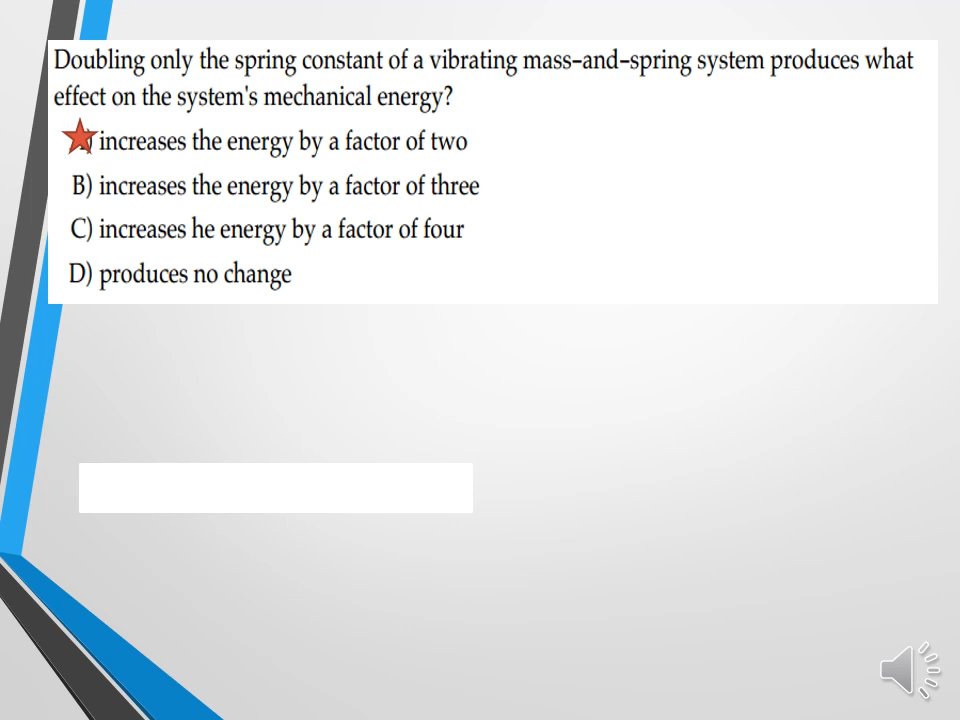 Doubling only the spring constant of a vibrating mass–and–spring system produces what
effect on the system's mechanical energy?
) increases the energy by a factor of two
B) increases the energy by a factor of three
C) increases he energy by a factor of four
D) produces no change